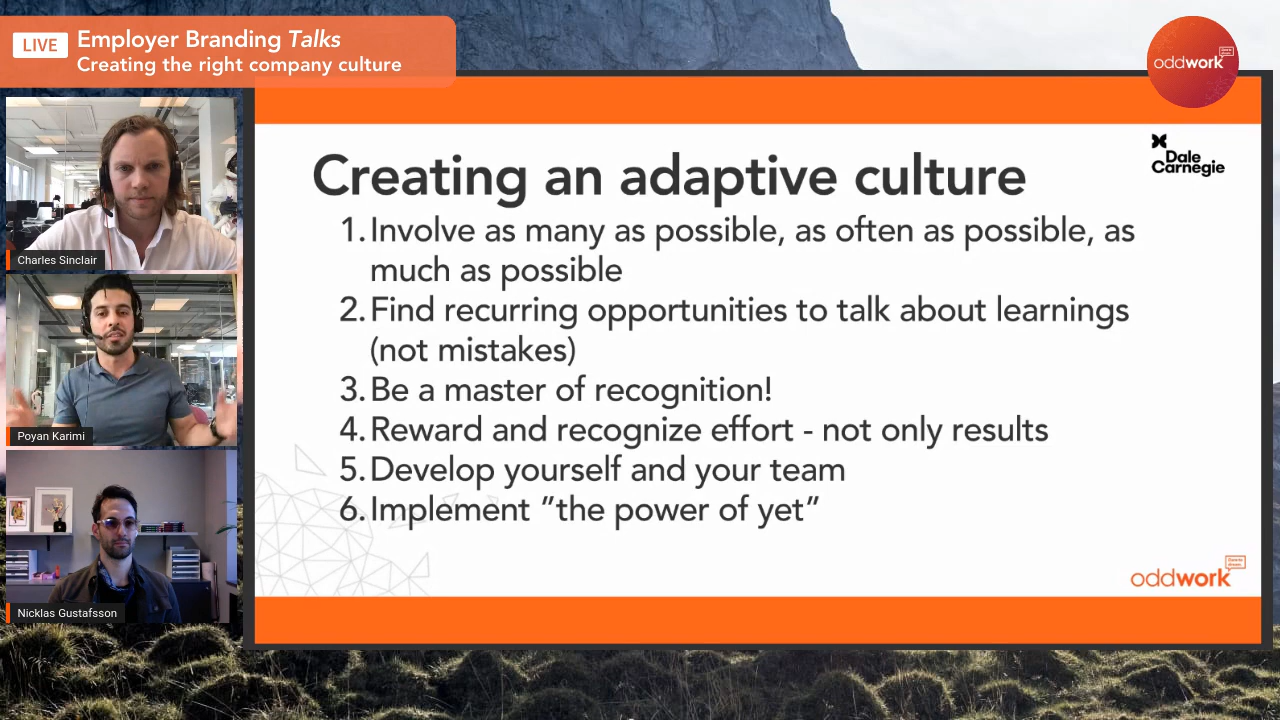 LIVE
Employer Branding Talks
Creating the right company culture
oddwork
Charles Sinclair
Poyan Karimi
Nicklas Gustafsson
Dale
Carnegie
Creating an adaptive culture
1. Involve as many as possible, as often as possible, as
much as possible
2. Find recurring opportunities to talk about learnings
(not mistakes)
3. Be a master of recognition!
4. Reward and recognize effort - not only results
5. Develop yourself and your team
6. Implement ”the power of yet”
oddwork